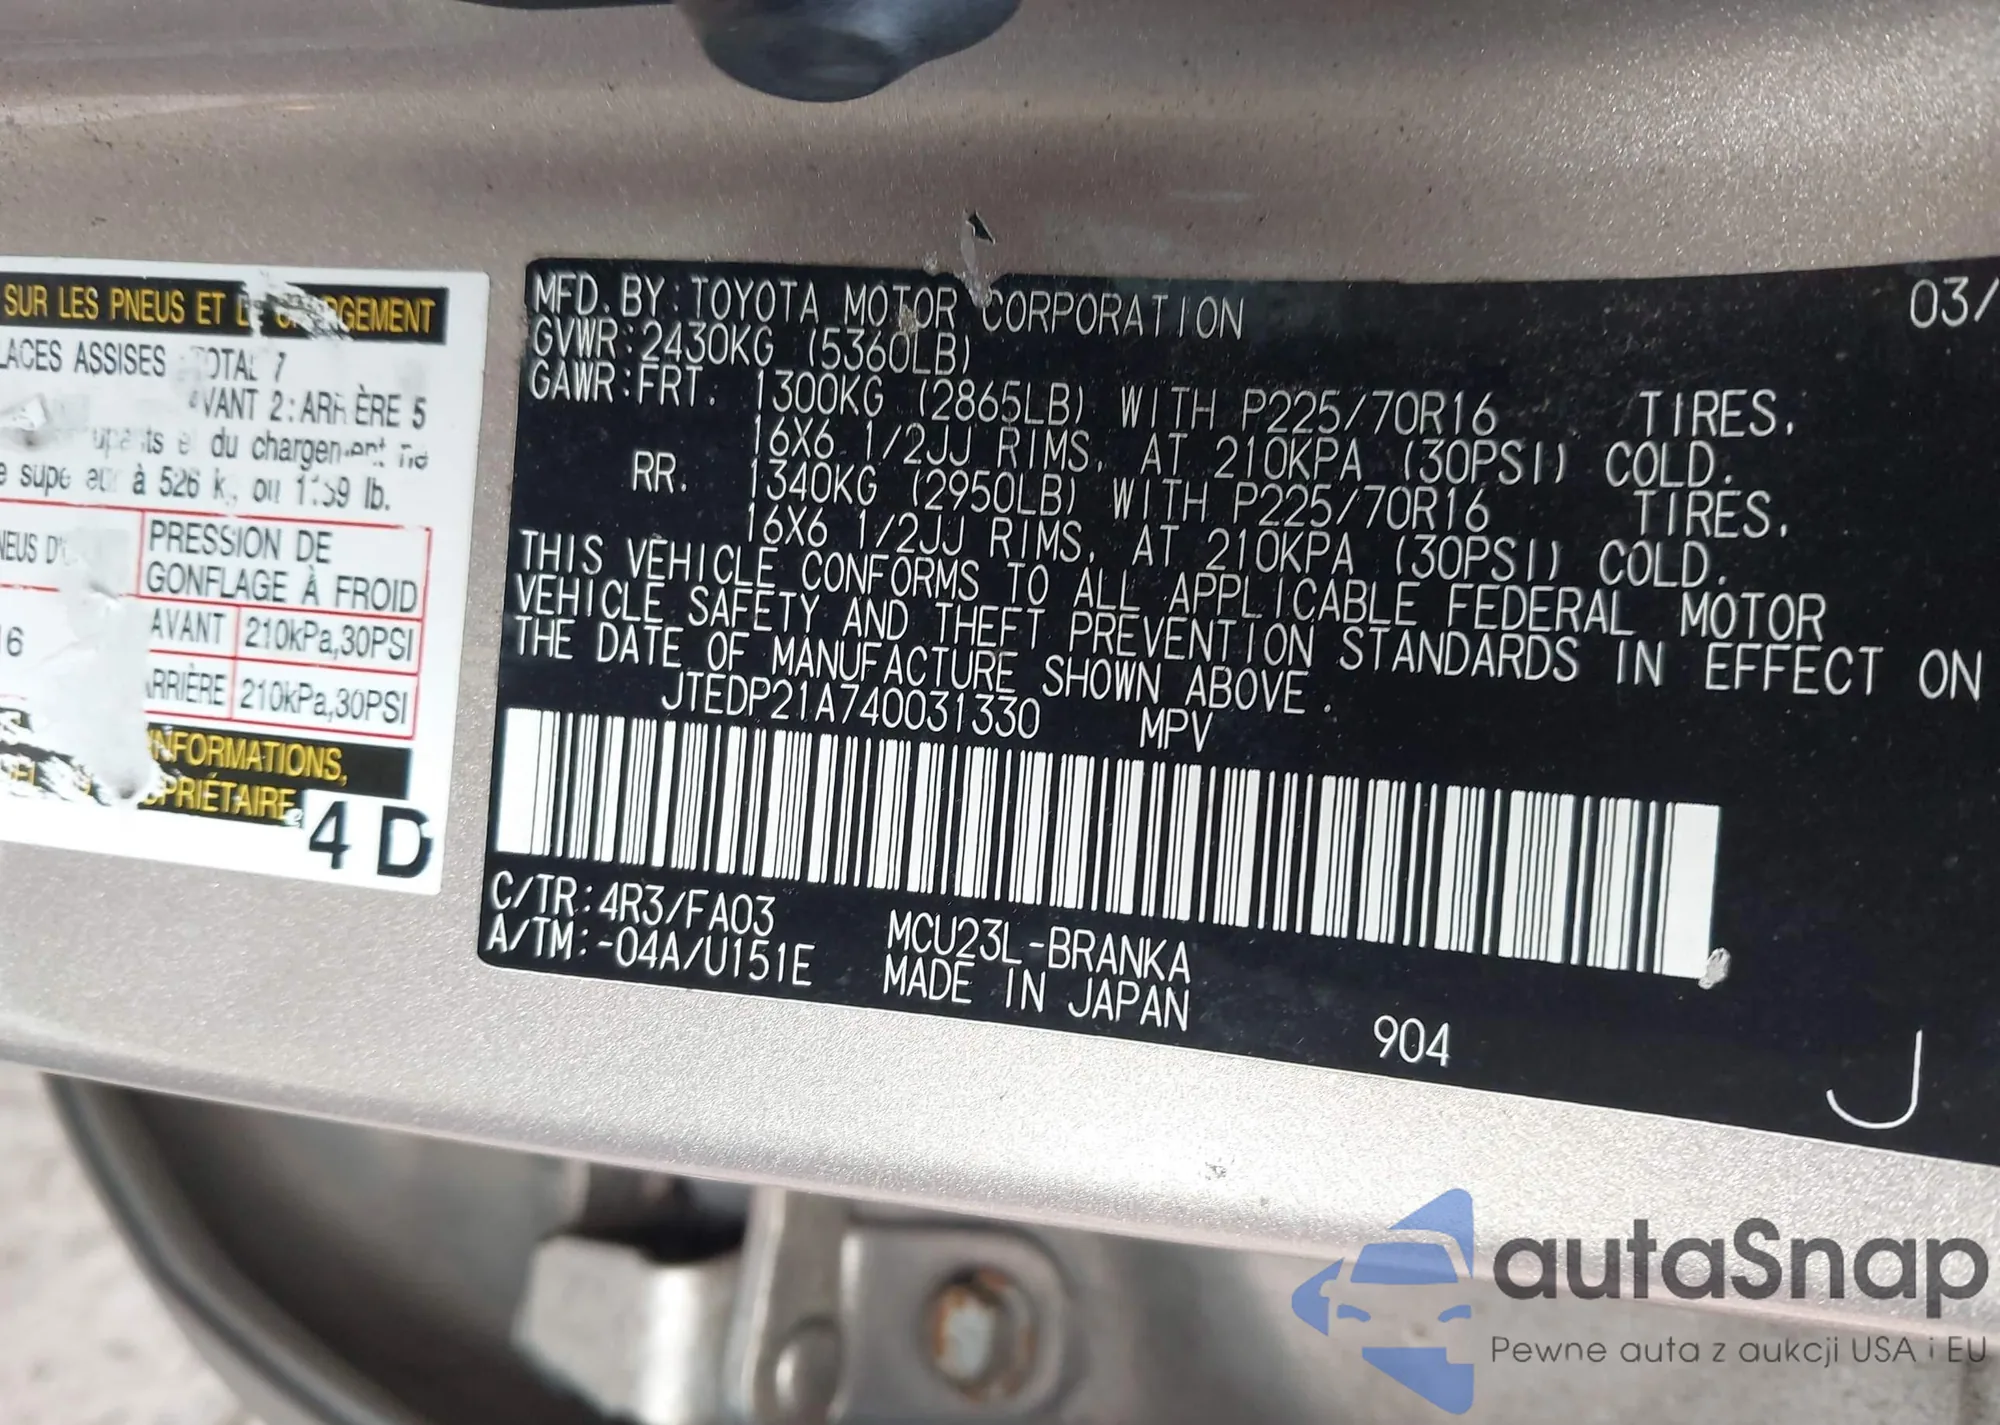 SUR LES PNEUS ET LE CHARGEMENT
LACES ASSISES : TOTAL 7
AVANT 2: ARRIÈRE 5
et du chargement
à 526 kg ou 1159 lb.
PRESSION DE
GONFLAGE À FROID
16
AVANT 210kPa,30PSI
ARRIÈRE 210kPa,30PSI
INFORMATIONS,
4 D
03/
MFD. BY: TOYOTA MOTOR CORPORATION
GVWR: 2430KG (5360LB)
GAWR: FRT. 1300KG (2865LB) WITH P225/70R16 TIRES,
16X6 1/2JJ RIMS, AT 210KPA (30PSI) COLD.
RR. 1340KG (2950LB) WITH P225/70R16 TIRES,
16X6 1/2JJ RIMS, AT 210KPA (30PSI) COLD.
THIS VEHICLE CONFORMS TO ALL APPLICABLE FEDERAL MOTOR
VEHICLE SAFETY AND THEFT PREVENTION STANDARDS IN EFFECT ON
THE DATE OF MANUFACTURE SHOWN ABOVE.
JTEDP21A740031330 MPV
C/TR: 4R3/FA03 MCU23L-BRANKA
A/TM: -04A/U151E MADE IN JAPAN
904
J
autaSnap
Pewne auta z aukcji USA i EU